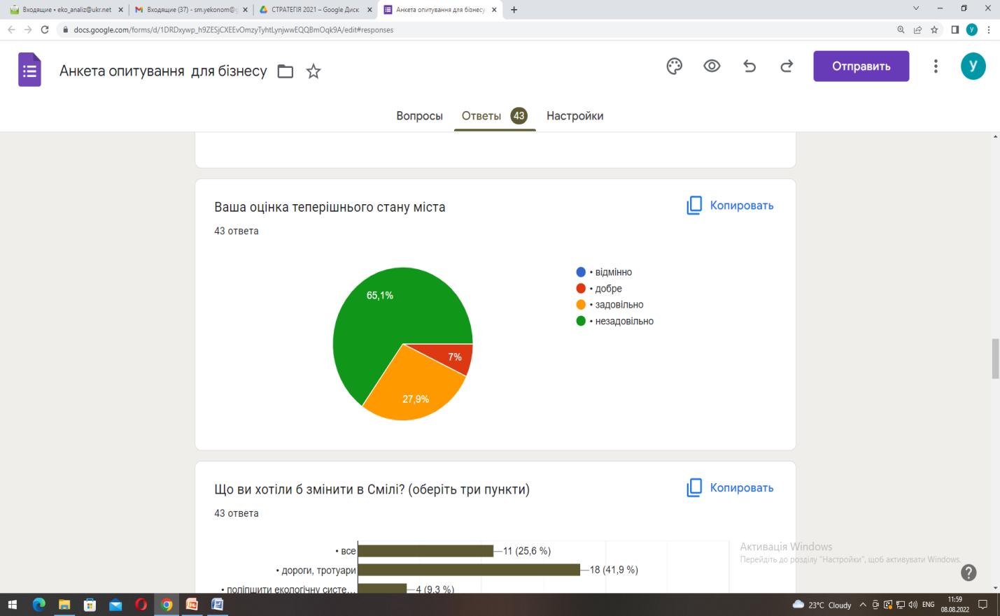 Входящие • eko_analiz@ukr.net
Входящие (37) - sm.yekonom@g
СТРАТЕГІЯ 2021 – Google Диск
Анкета опитування для бізнесу
docs.google.com/forms/d/1DRDxywp_h9ZESjCXEEvOmzyTyhtLynjwwEQQBmOqk9A/edit#responses
У
Анкета опитування для бізнесу
Отправить
У
Вопросы
Ответы 43
Настройки
Ваша оцінка теперішнього стану міста
Копировать
43 ответа
65,1%
7%
27,9%
• відмінно
• добре
• задовільно
• незадовільно
Що ви хотіли б змінити в Смілі? (оберіть три пункти)
Копировать
43 ответа
• все
11 (25,6 %)
• дороги, тротуари
18 (41,9 %)
• поліпшити екологічну систе...
4 (9,3 %)
Активація Windows
Перейдіть до розділу "Настройки", щоб активувати Windows.
23°C Cloudy
ENG
11:59
08.08.2022